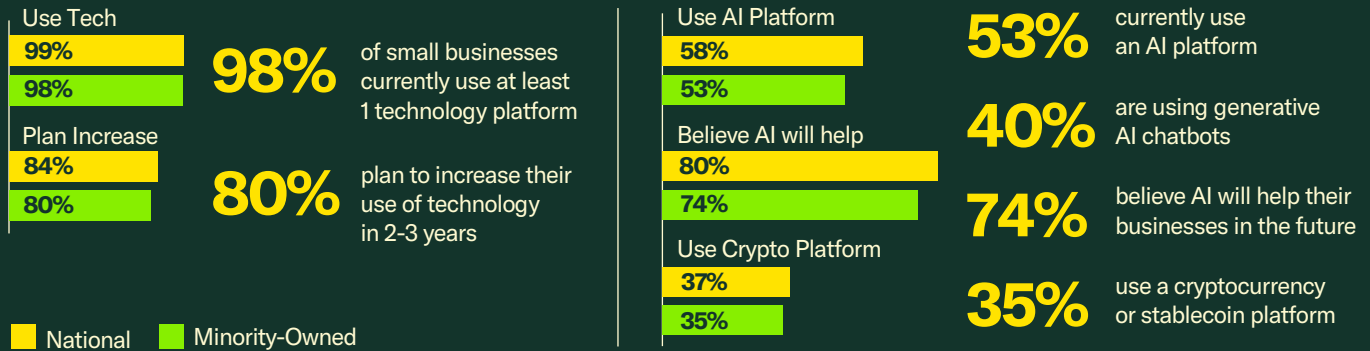 Use Tech
99%
98%
Plan Increase
84%
80%
98%
of small businesses
currently use at least
1 technology platform
80%
plan to increase their
use of technology
in 2-3 years
National
Minority-Owned
Use AI Platform
58%
53%
Believe AI will help
80%
74%
Use Crypto Platform
37%
35%
53%
currently use
an AI platform
40%
are using generative
AI chatbots
74%
believe AI will help their
businesses in the future
35%
use a cryptocurrency
or stablecoin platform